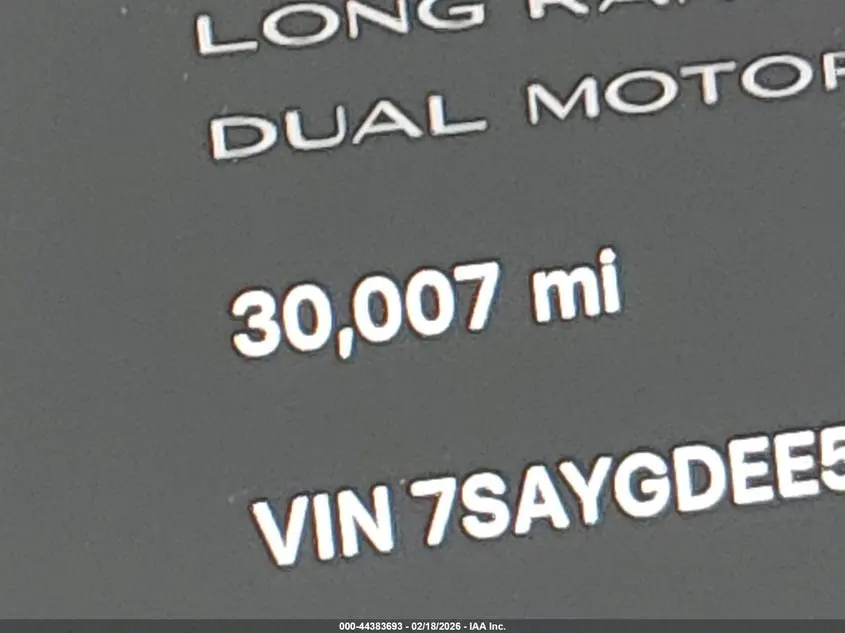 LONG
DUAL MOTOR
30,007 mi
VIN 7SAYGDEE5
000-44383693 - 02/18/2026 - IAA Inc.